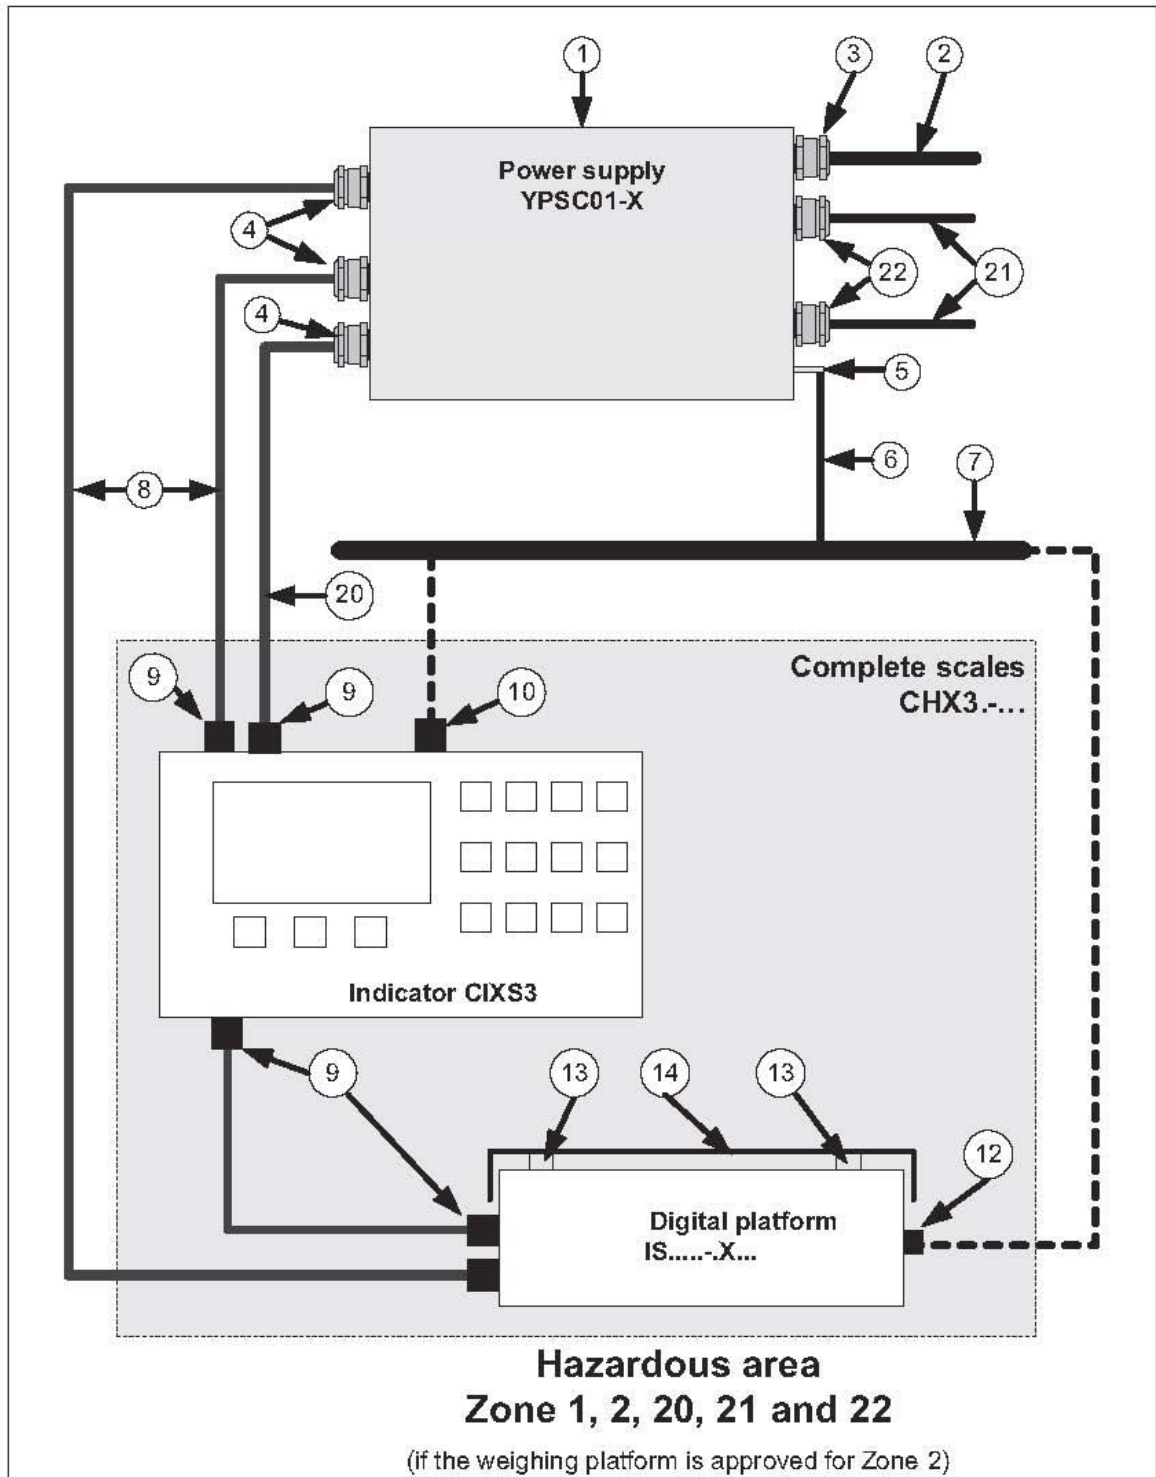 1
3
2
Power supply
YPSC01-X
4
22
21
4
5
6
7
8
20
Complete scales
CHX3.-...
9
9
10
Indicator CIXS3
9
13
14
13
12
Digital platform
IS.....-.X...
Hazardous area
Zone 1, 2, 20, 21 and 22
(if the weighing platform is approved for Zone 2)